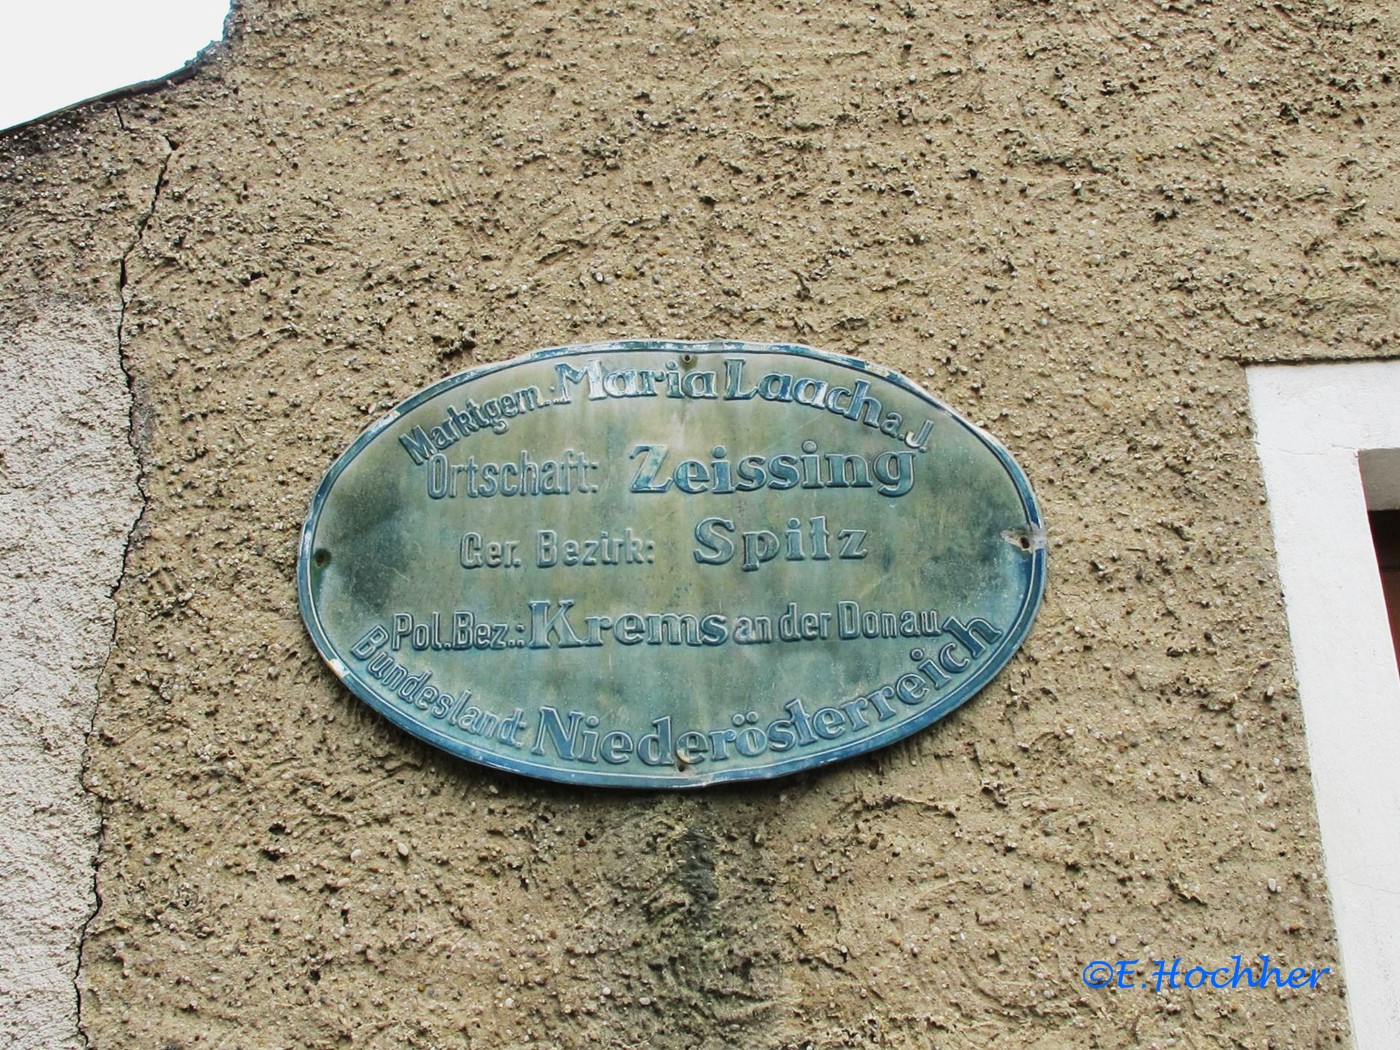 Marktgem.: Maria Laach a. J.
Ortschaft: Zeissing
Ger. Bezirk: Spitz
Pol. Bez.: Krems an der Donau
Bundesland: Niederösterreich
©E.Hochher